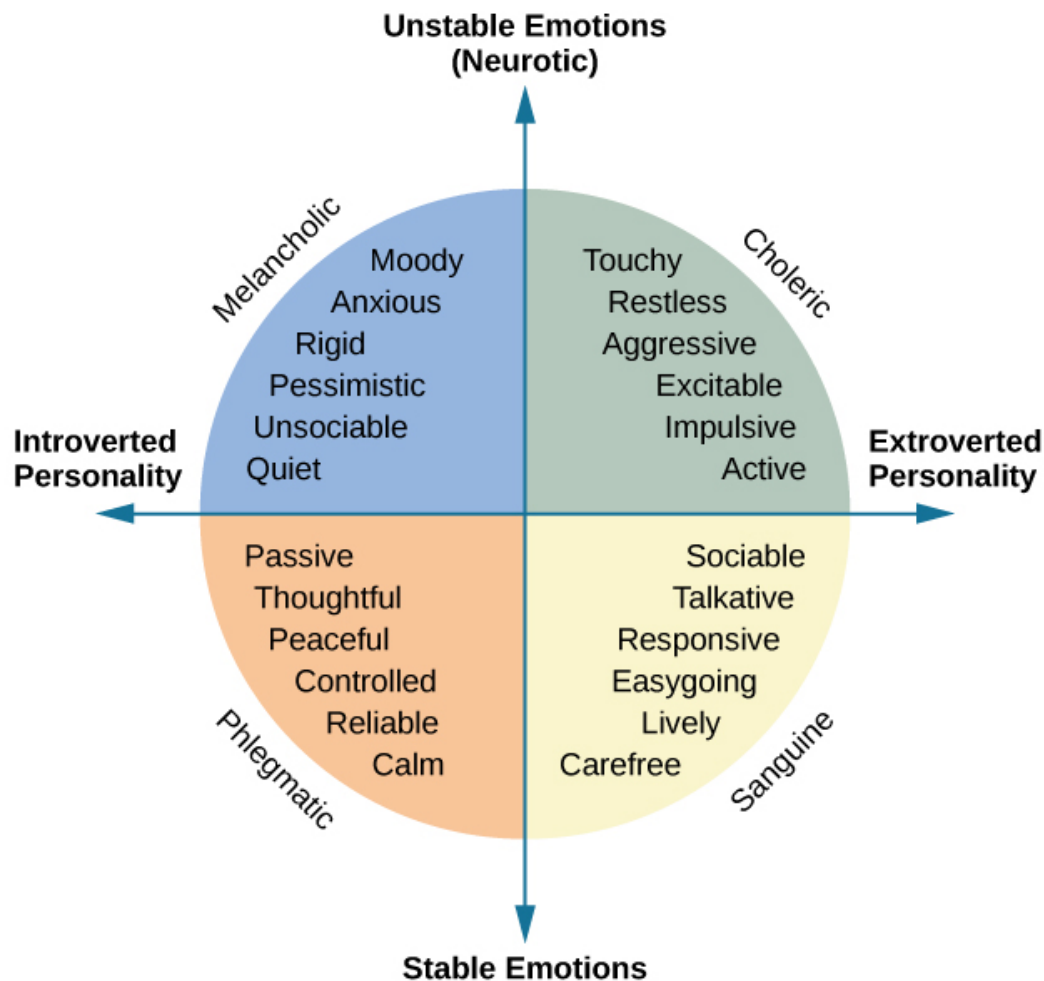 Unstable Emotions
(Neurotic)
Melancholic
Moody
Anxious
Rigid
Pessimistic
Unsociable
Quiet
Choleric
Touchy
Restless
Aggressive
Excitable
Impulsive
Active
Introverted
Personality
Extroverted
Personality
Passive
Thoughtful
Peaceful
Controlled
Reliable
Calm
Phlegmatic
Sociable
Talkative
Responsive
Easygoing
Lively
Carefree
Sanguine
Stable Emotions